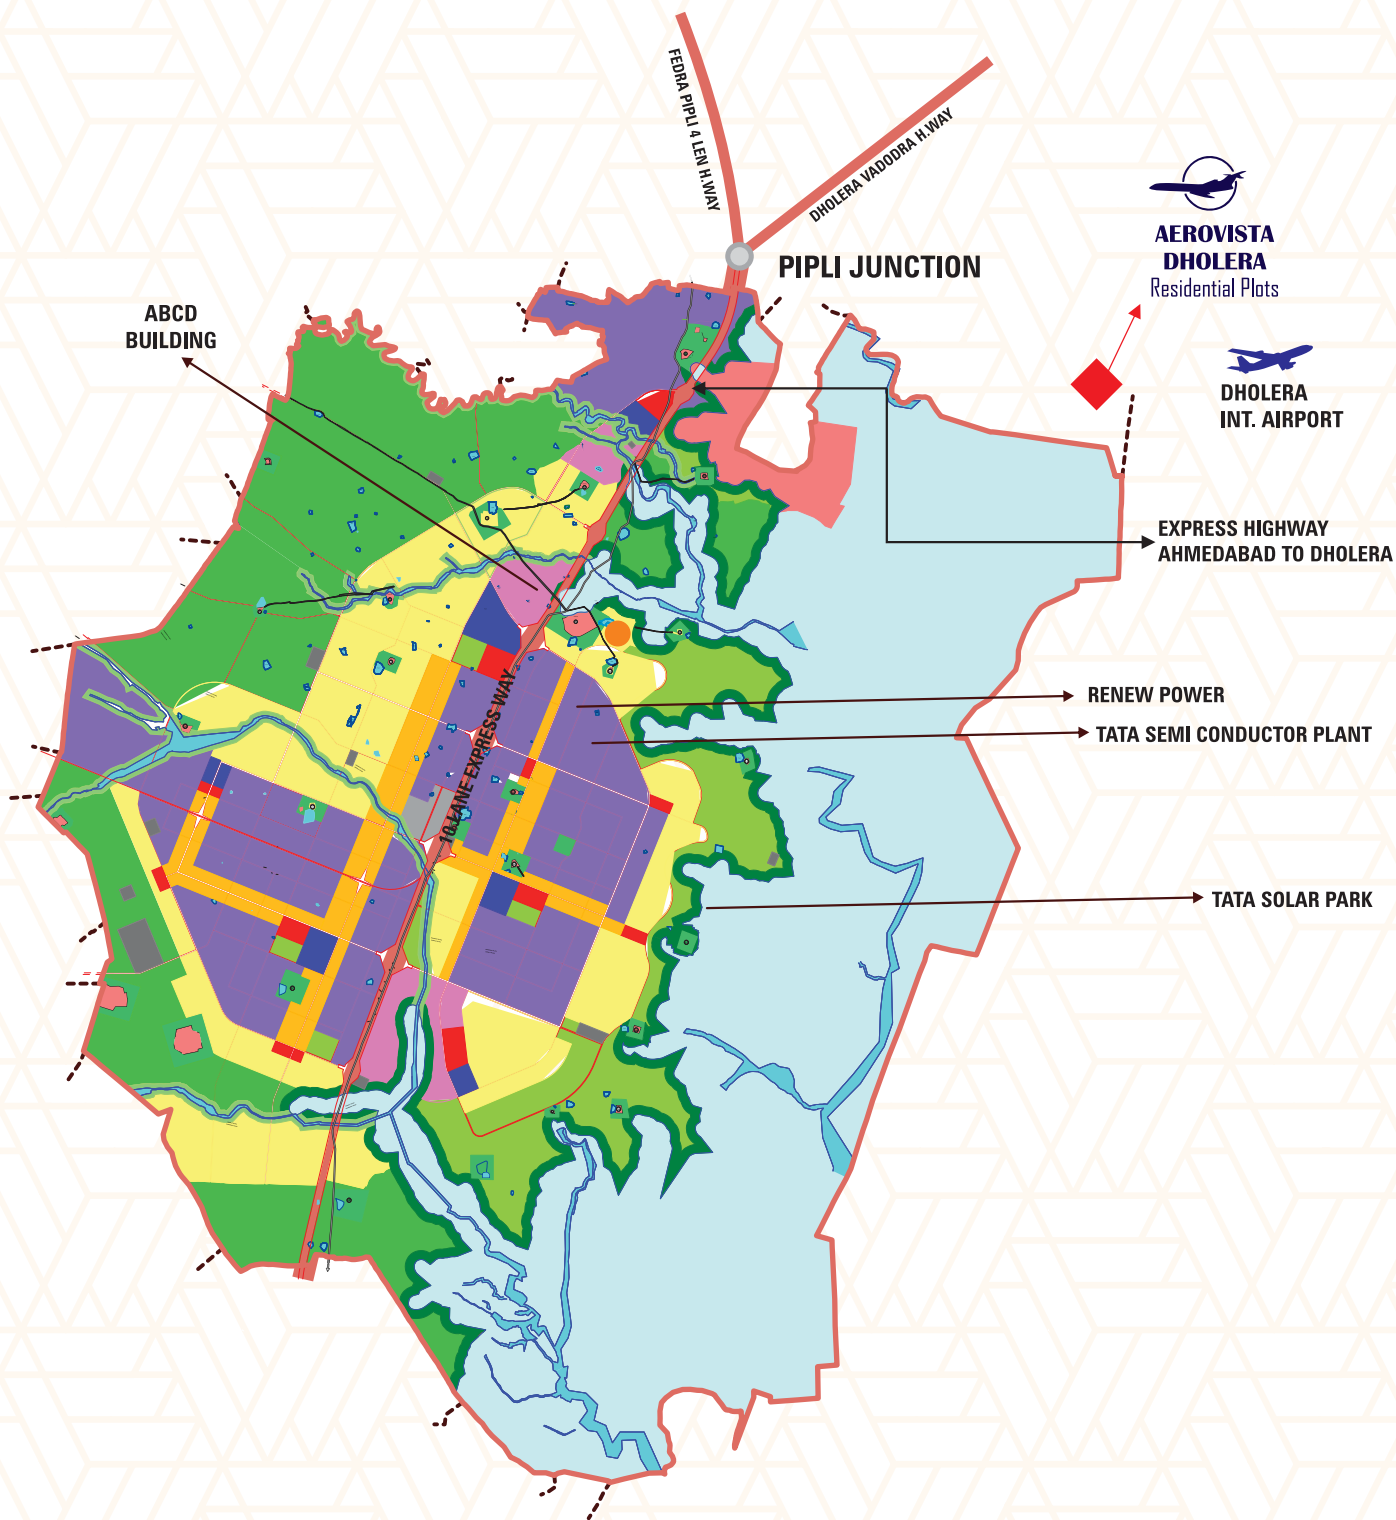 FEDRA PIPLI 4 LEN H.WAY
DHOLERA VADODRA H.WAY
AEROVISTA
DHOLERA
Residential Plots
PIPLI JUNCTION
ABCD
BUILDING
DHOLERA
INT. AIRPORT
EXPRESS HIGHWAY
AHMEDABAD TO DHOLERA
RENEW POWER
10 LANE EXPRESS WAY
TATA SEMI CONDUCTOR PLANT
TATA SOLAR PARK